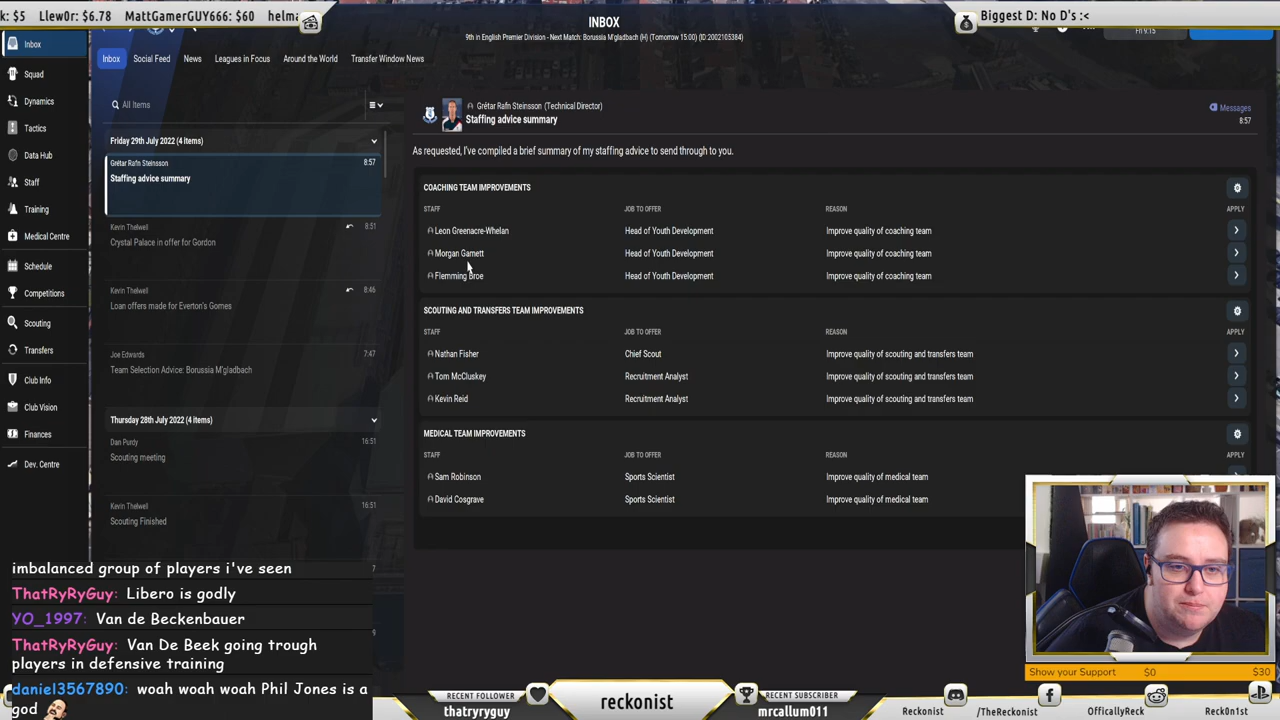 k: $5 Llew0r: $6.78 MattGamerGUY666: $60 helma
Biggest D: No D's :<
INBOX
9th in English Premier Division - Next Match: Borussia M'gladbach (H) (Tomorrow 15:00) (ID 2002105384)
Fri 9:15
Inbox
Squad
Dynamics
Tactics
Data Hub
Staff
Training
Medical Centre
Schedule
Competitions
Scouting
Transfers
Club Info
Club Vision
Finances
Dev. Centre
Inbox Social Feed News Leagues in Focus Around the World Transfer Window News
All Items
Friday 29th July 2022 (4 items)
Grétar Rafn Steinsson 8:57
Staffing advice summary
Kevin Thelwell 8:51
Crystal Palace in offer for Gordon
Kevin Thelwell 8:46
Loan offers made for Everton's Gomes
Joe Edwards 7:47
Team Selection Advice: Borussia M'gladbach
Thursday 28th July 2022 (4 items)
Dan Purdy 16:51
Scouting meeting
Kevin Thelwell 16:51
Scouting Finished
Grétar Rafn Steinsson (Technical Director)
Staffing advice summary
Messages
8:57
As requested, I've compiled a brief summary of my staffing advice to send through to you.
COACHING TEAM IMPROVEMENTS
STAFF JOB TO OFFER REASON APPLY
Leon Greenacre-Whelan Head of Youth Development Improve quality of coaching team
Morgan Gamett Head of Youth Development Improve quality of coaching team
Flemming Broe Head of Youth Development Improve quality of coaching team
SCOUTING AND TRANSFERS TEAM IMPROVEMENTS
STAFF JOB TO OFFER REASON APPLY
Nathan Fisher Chief Scout Improve quality of scouting and transfers team
Tom McCluskey Recruitment Analyst Improve quality of scouting and transfers team
Kevin Reid Recruitment Analyst Improve quality of scouting and transfers team
MEDICAL TEAM IMPROVEMENTS
STAFF JOB TO OFFER REASON APPLY
Sam Robinson Sports Scientist Improve quality of medical team
David Cosgrave Sports Scientist Improve quality of medical team
imbalanced group of players i've seen
ThatRyRyGuy: Libero is godly
YO_1997: Van de Beckenbauer
ThatRyRyGuy: Van De Beek going trough
players in defensive training
daniel3567890: woah woah woah Phil Jones is a
god
Show your Support $0 $30
RECENT FOLLOWER
thatryryguy
reckonist
RECENT SUBSCRIBER
mrcallum011
Reckonist
/TheReckonist
OfficallyReck
Reck0n1st